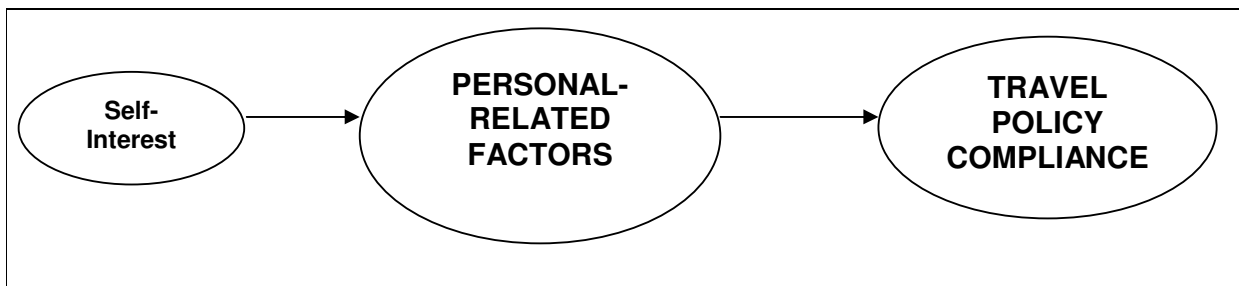 Self-
Interest
PERSONAL-
RELATED
FACTORS
TRAVEL
POLICY
COMPLIANCE